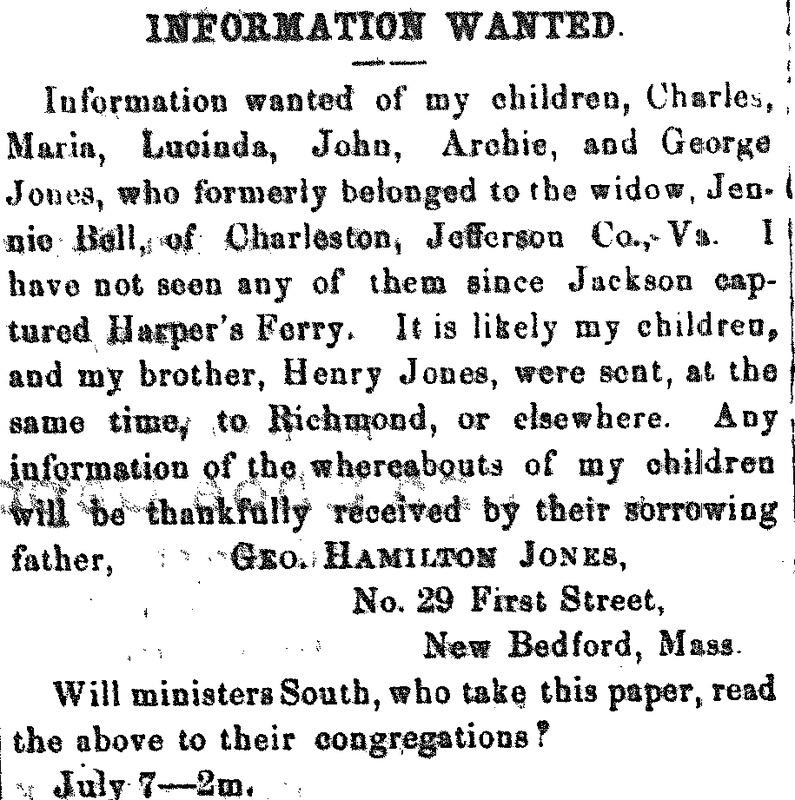 INFORMATION WANTED.
Information wanted of my children, Charles,
Maria, Lucinda, John, Archie, and George
Jones, who formerly belonged to the widow, Jen-
nie Bell, of Charleston, Jefferson Co., Va. I
have not seen any of them since Jackson cap-
tured Harper's Ferry. It is likely my children,
and my brother, Henry Jones, were sent, at the
same time, to Richmond, or elsewhere. Any
information of the whereabouts of my children
will be thankfully received by their sorrowing
father, GEO. HAMILTON JONES,
No. 29 First Street,
New Bedford, Mass.
Will ministers South, who take this paper, read
the above to their congregations?
July 7—2m.